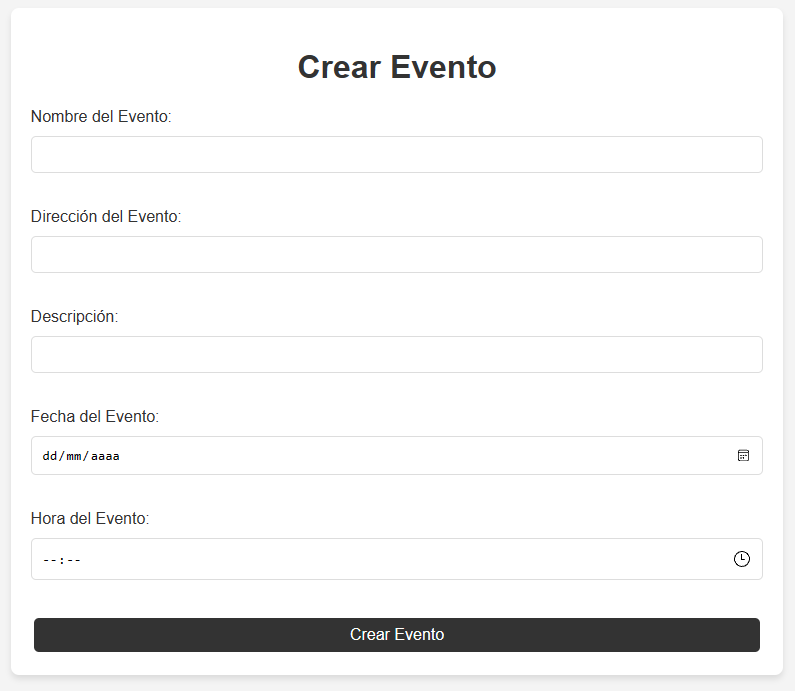 Crear Evento
Nombre del Evento:
Dirección del Evento:
Descripción:
Fecha del Evento:
dd/mm/aaaa
Hora del Evento:
--:--
Crear Evento